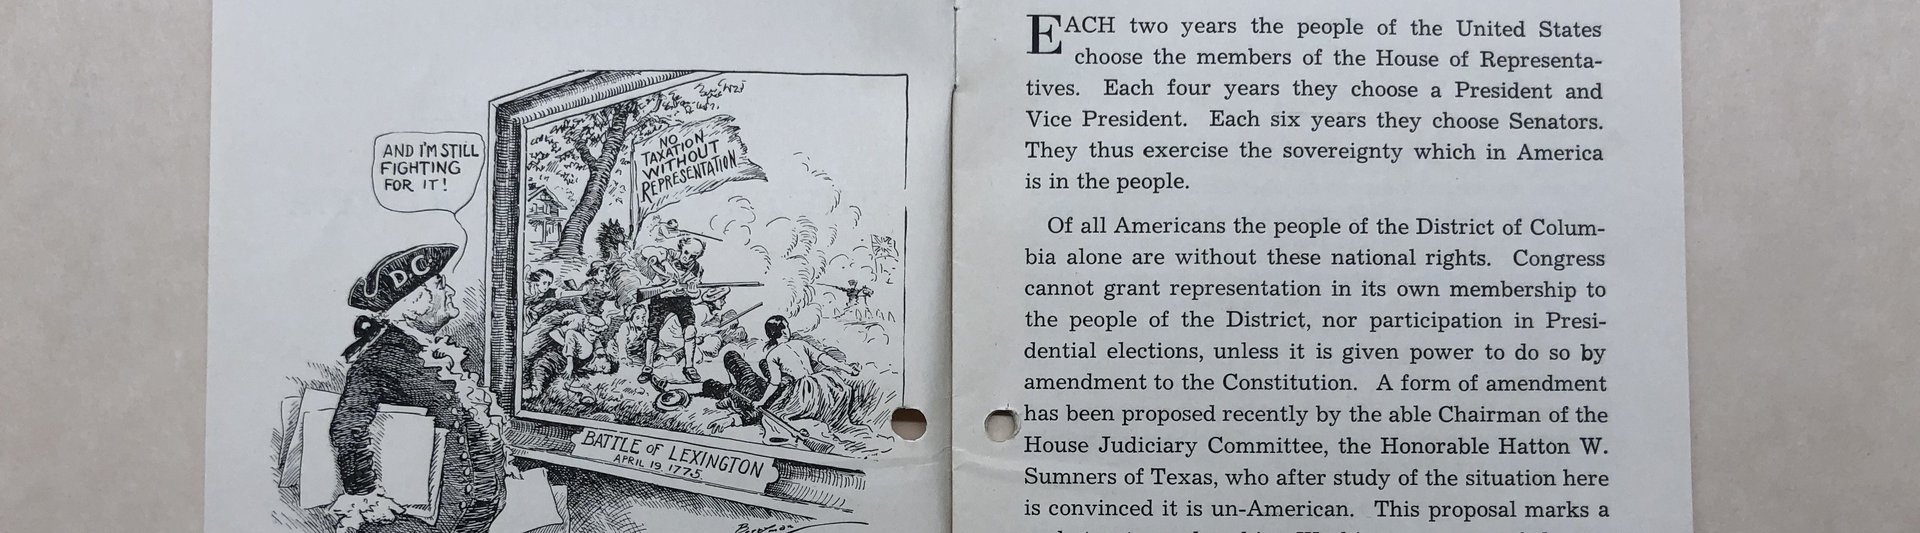 AND I'M STILL
FIGHTING
FOR IT!
D.C.
NO
TAXATION
WITHOUT
REPRESENTATION
BATTLE OF LEXINGTON
APRIL 19. 1775.
EACH two years the people of the United States
choose the members of the House of Representa-
tives. Each four years they choose a President and
Vice President. Each six years they choose Senators.
They thus exercise the sovereignty which in America
is in the people.
Of all Americans the people of the District of Colum-
bia alone are without these national rights. Congress
cannot grant representation in its own membership to
the people of the District, nor participation in Presi-
dential elections, unless it is given power to do so by
amendment to the Constitution. A form of amendment
has been proposed recently by the able Chairman of the
House Judiciary Committee, the Honorable Hatton W.
Sumners of Texas, who after study of the situation here
is convinced it is un-American. This proposal marks a